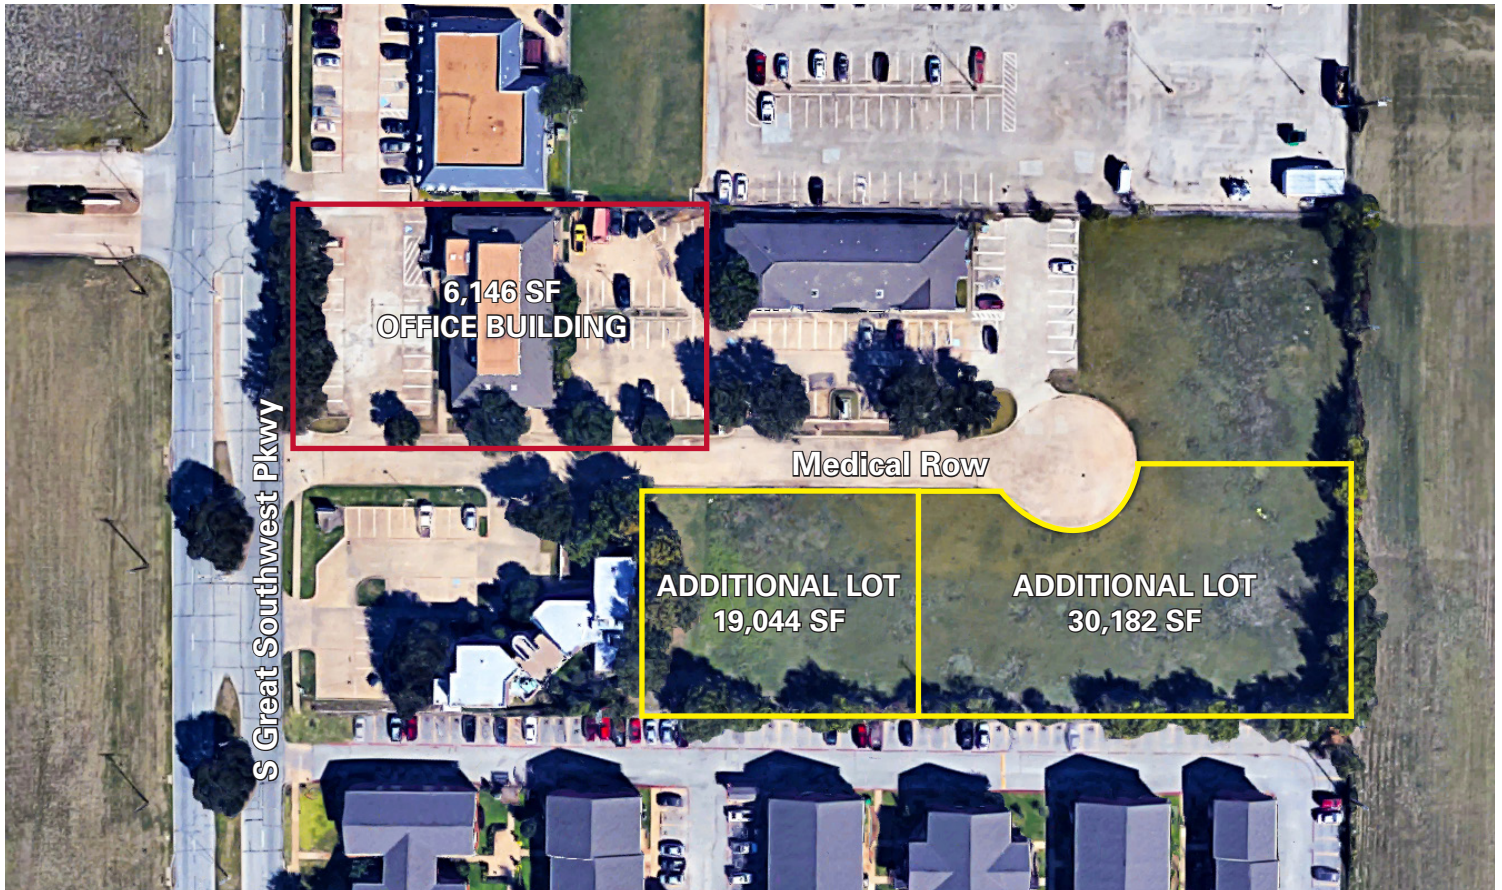 6,146 SF
OFFICE BUILDING
Medical Row
S Great Southwest Pkwy
ADDITIONAL LOT
19,044 SF
ADDITIONAL LOT
30,182 SF